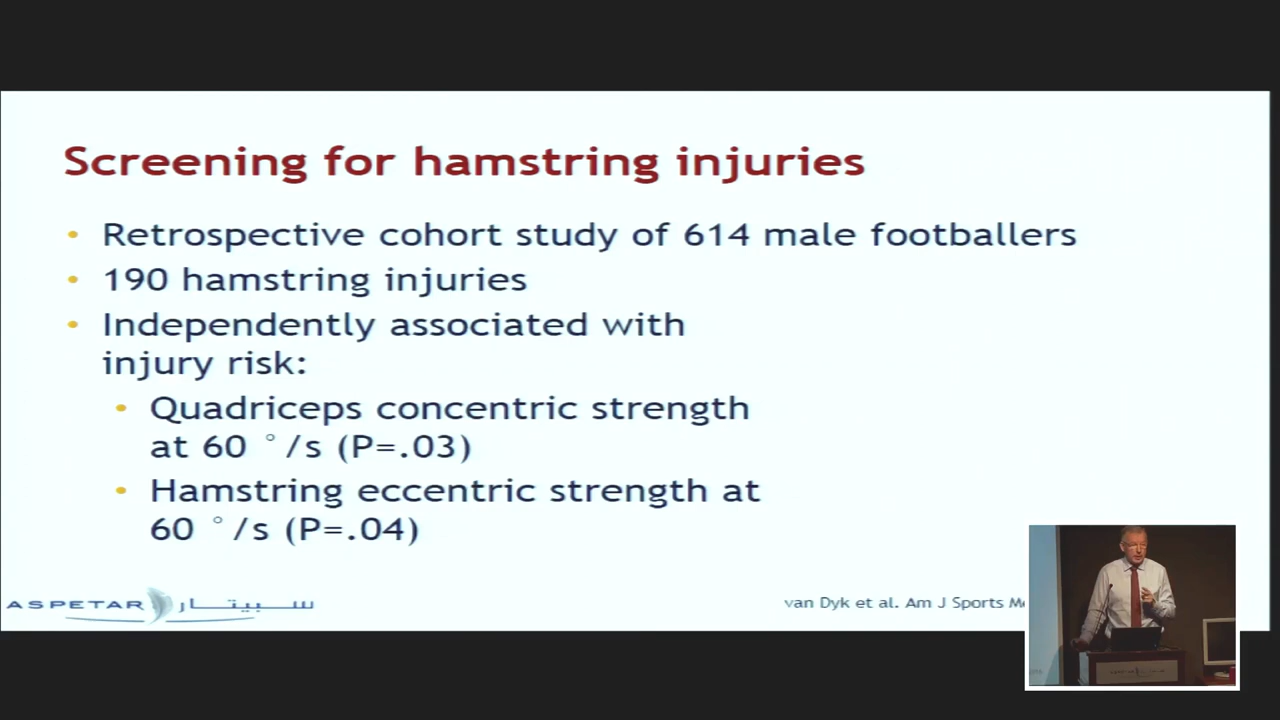 Screening for hamstring injuries
• Retrospective cohort study of 614 male footballers
• 190 hamstring injuries
• Independently associated with
injury risk:
• Quadriceps concentric strength
at 60 °/s (P=.03)
• Hamstring eccentric strength at
60 °/s (P=.04)
ASPETAR سبيتار
van Dyk et al. Am J Sports